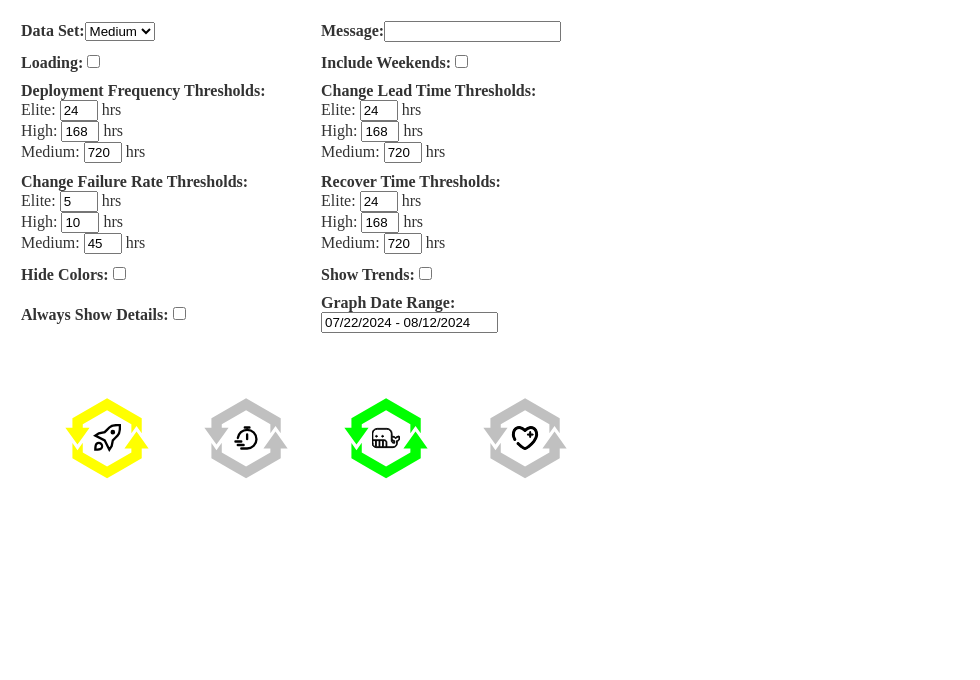 Data Set: Medium
Message:
Loading:
Include Weekends:
Deployment Frequency Thresholds:
Elite: 24 hrs
High: 168 hrs
Medium: 720 hrs
Change Lead Time Thresholds:
Elite: 24 hrs
High: 168 hrs
Medium: 720 hrs
Change Failure Rate Thresholds:
Elite: 5 hrs
High: 10 hrs
Medium: 45 hrs
Recover Time Thresholds:
Elite: 24 hrs
High: 168 hrs
Medium: 720 hrs
Hide Colors:
Show Trends:
Always Show Details:
Graph Date Range:
07/22/2024 - 08/12/2024